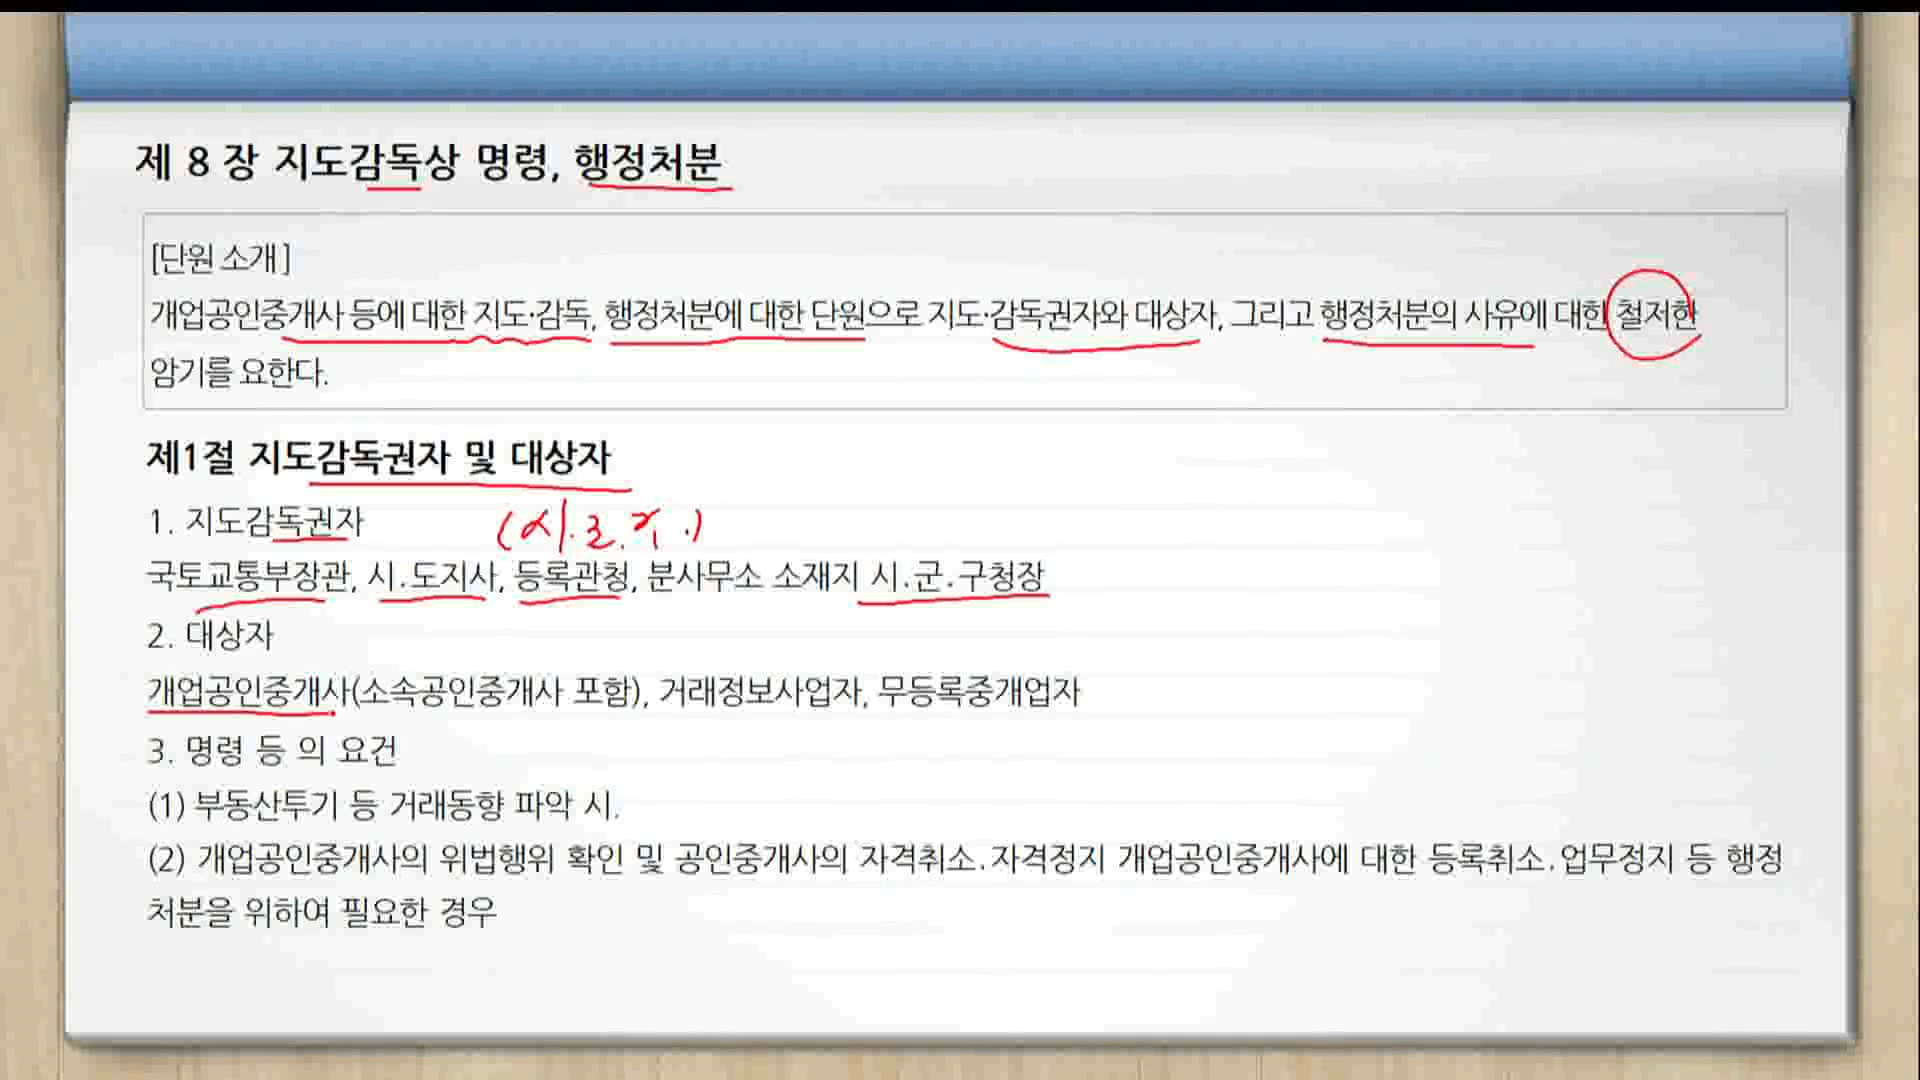 제 8 장 지도감독상 명령, 행정처분
[단원 소개]
개업공인중개사 등에 대한 지도·감독, 행정처분에 대한 단원으로 지도·감독권자와 대상자, 그리고 행정처분의 사유에 대한 철저한
암기를 요한다.
제1절 지도감독권자 및 대상자
1. 지도감독권자
국토교통부장관, 시.도지사, 등록관청, 분사무소 소재지 시.군.구청장
2. 대상자
개업공인중개사(소속공인중개사 포함), 거래정보사업자, 무등록중개업자
3. 명령 등 의 요건
(1) 부동산투기 등 거래동향 파악 시.
(2) 개업공인중개사의 위법행위 확인 및 공인중개사의 자격취소.자격정지 개업공인중개사에 대한 등록취소.업무정지 등 행정
처분을 위하여 필요한 경우